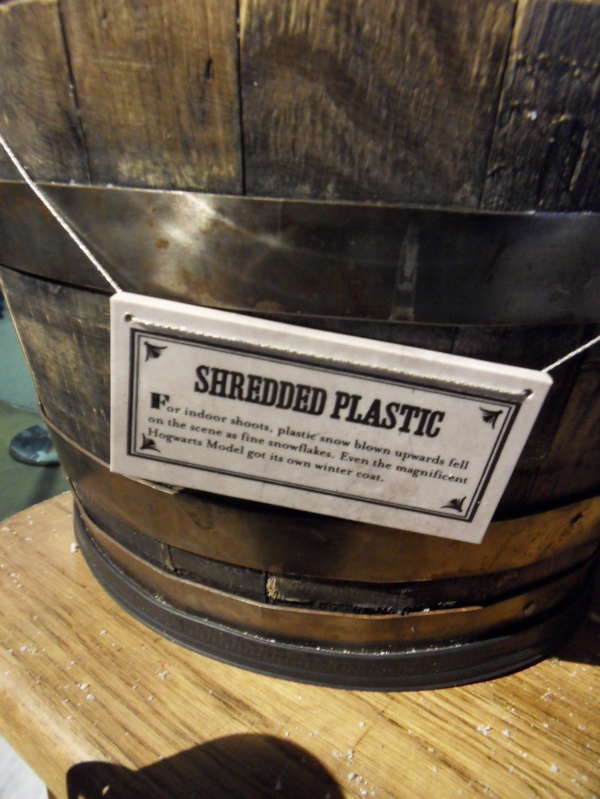 SHREDDED PLASTIC
For indoor shoots, plastic snow blown upwards fell
on the scene as fine snowflakes. Even the magnificent
Hogwarts Model got its own winter coat.